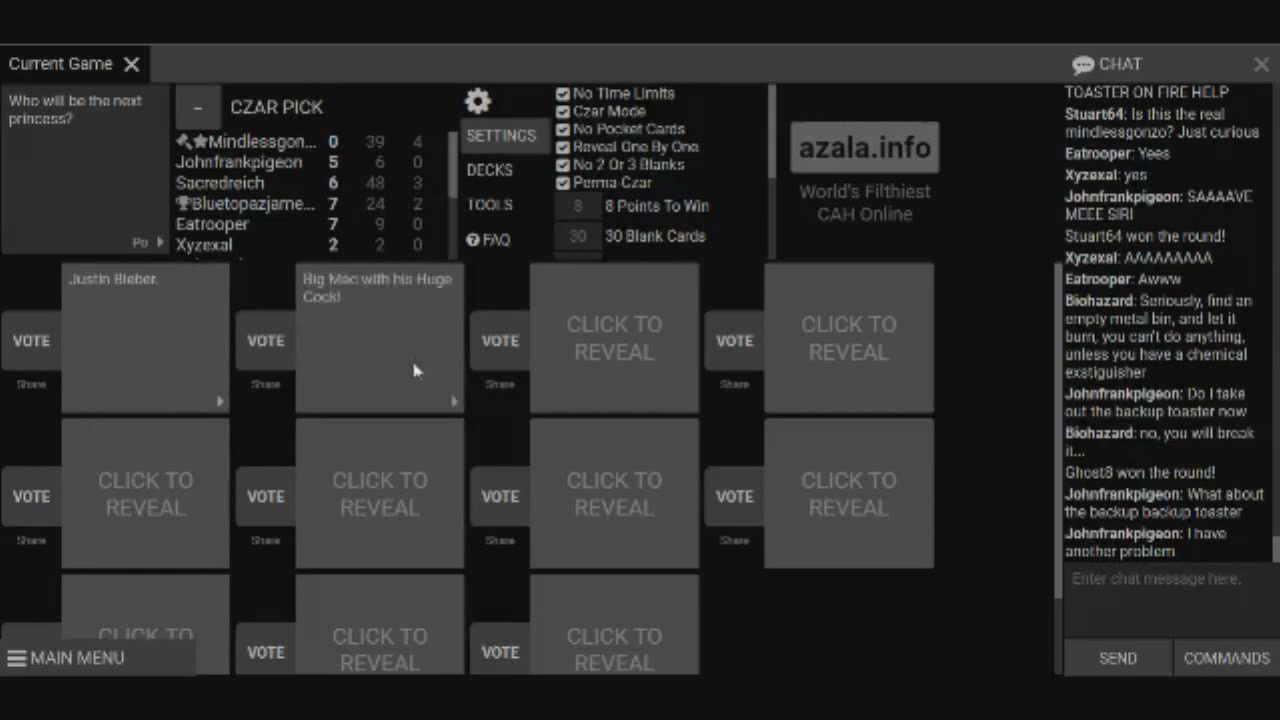 Current Game
CHAT
Who will be the next
princess?
Po
-
CZAR PICK
Mindlessgon... 0 39 4
Johnfrankpigeon 5 6 0
Sacredreich 6 48 3
Bluetopazjame... 7 24 2
Eatrooper 7 9 0
Xyzexal 2 2 0
SETTINGS
DECKS
TOOLS
FAQ
No Time Limits
Czar Mode
No Pocket Cards
Reveal One By One
No 2 Or 3 Blanks
Perma Czar
8 8 Points To Win
30 30 Blank Cards
azala.info
World's Filthiest
CAH Online
Justin Bieber.
Big Mac with his Huge
Cock!
CLICK TO
REVEAL
CLICK TO
REVEAL
VOTE
VOTE
VOTE
VOTE
Share
Share
Share
Share
CLICK TO
REVEAL
CLICK TO
REVEAL
CLICK TO
REVEAL
CLICK TO
REVEAL
VOTE
VOTE
VOTE
VOTE
Share
Share
Share
Share
CLICK TO
CLICK TO
REVEAL
CLICK TO
REVEAL
VOTE
VOTE
MAIN MENU
TOASTER ON FIRE HELP
Stuart64: Is this the real
mindlessgonzo? Just curious
Eatrooper: Yees
Xyzexal: yes
Johnfrankpigeon: SAAAAVE
MEEE SIRI
Stuart64 won the round!
Xyzexal: AAAAAAAAA
Eatrooper: Awww
Biohazard: Seriously, find an
empty metal bin, and let it
burn, you can't do anything,
unless you have a chemical
exstiguisher
Johnfrankpigeon: Do I take
out the backup toaster now
Biohazard: no, you will break
it...
Ghost8 won the round!
Johnfrankpigeon: What about
the backup backup toaster
Johnfrankpigeon: I have
another problem
Enter chat message here.
SEND
COMMANDS